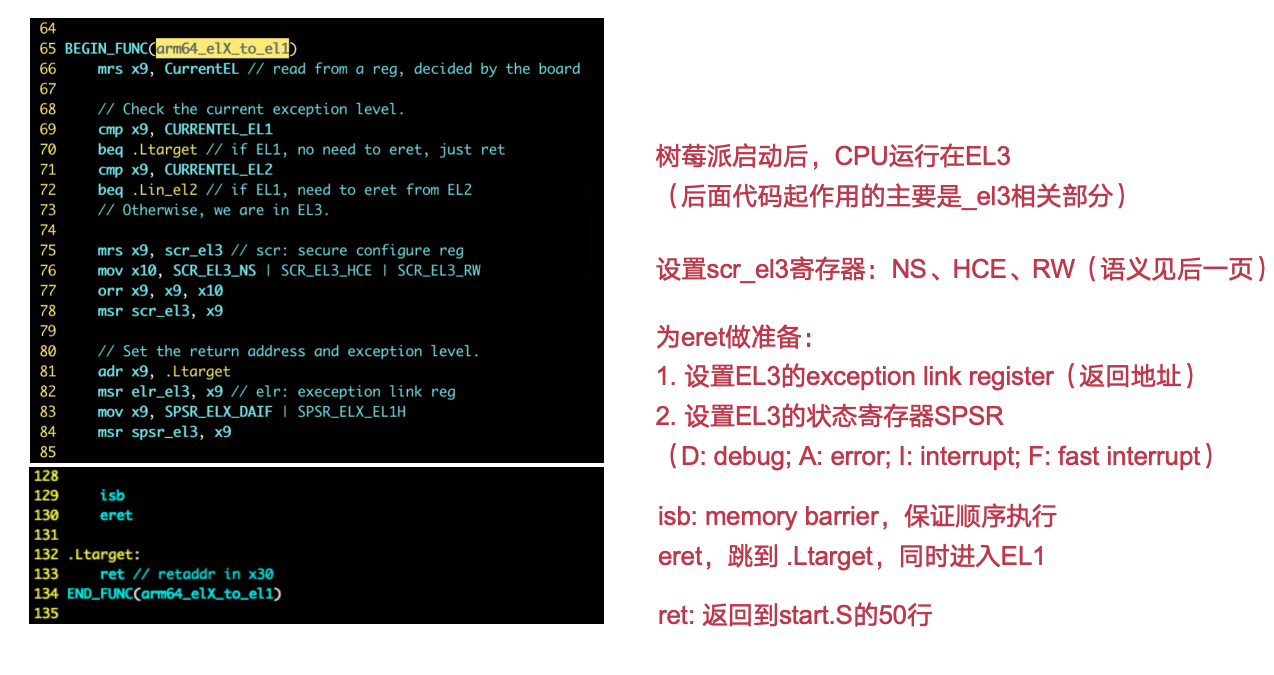 64
65 BEGIN_FUNC(arm64_elX_to_el1)
66 mrs x9, CurrentEL // read from a reg, decided by the board
67
68 // Check the current exception level.
69 cmp x9, CURRENTEL_EL1
70 beq .Ltarget // if EL1, no need to eret, just ret
71 cmp x9, CURRENTEL_EL2
72 beq .Lin_el2 // if EL1, need to eret from EL2
73 // Otherwise, we are in EL3.
74
75 mrs x9, scr_el3 // scr: secure configure reg
76 mov x10, SCR_EL3_NS | SCR_EL3_HCE | SCR_EL3_RW
77 orr x9, x9, x10
78 msr scr_el3, x9
79
80 // Set the return address and exception level.
81 adr x9, .Ltarget
82 msr elr_el3, x9 // elr: exeception link reg
83 mov x9, SPSR_ELX_DAIF | SPSR_ELX_EL1H
84 msr spsr_el3, x9
85
128
129 isb
130 eret
131
132 .Ltarget:
133 ret // retaddr in x30
134 END_FUNC(arm64_elX_to_el1)
135
树莓派启动后，CPU运行在EL3
（后面代码起作用的主要是_el3相关部分）
设置scr_el3寄存器：NS、HCE、RW（语义见后一页）
为eret做准备：
1. 设置EL3的exception link register（返回地址）
2. 设置EL3的状态寄存器SPSR
（D: debug; A: error; I: interrupt; F: fast interrupt）
isb: memory barrier，保证顺序执行
eret，跳到 .Ltarget，同时进入EL1
ret: 返回到start.S的50行